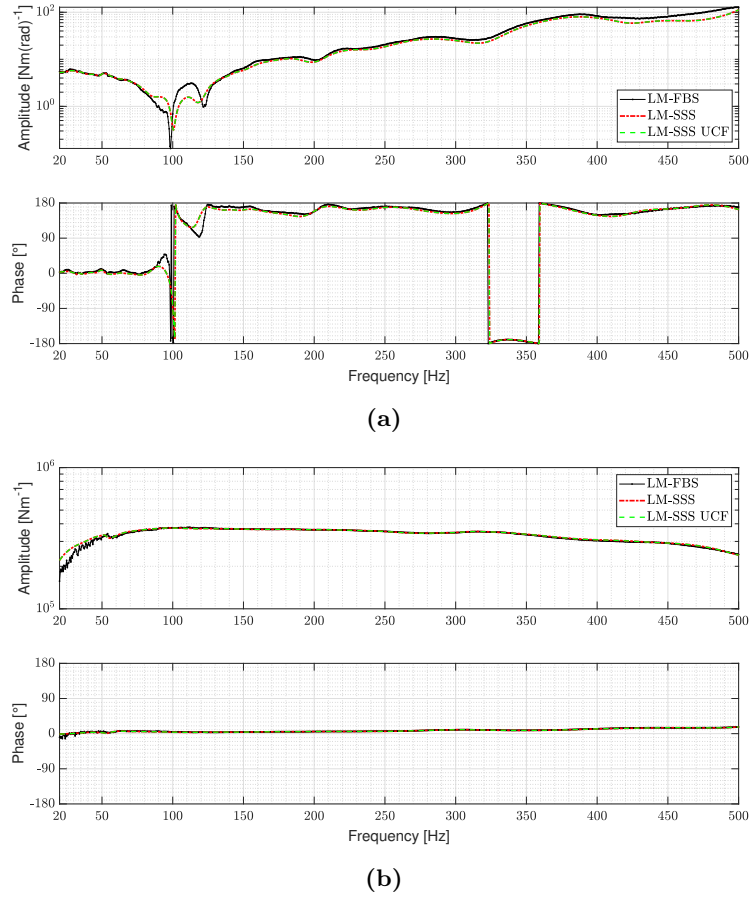 10²
10⁰
Amplitude [Nm(rad)⁻¹]
LM-FBS
LM-SSS
LM-SSS UCF
20 50 100 150 200 250 300 350 400 450 500
180
90
0
-90
-180
Phase [°]
20 50 100 150 200 250 300 350 400 450 500
Frequency [Hz]
(a)
10⁶
10⁵
Amplitude [Nm⁻¹]
LM-FBS
LM-SSS
LM-SSS UCF
20 50 100 150 200 250 300 350 400 450 500
180
90
0
-90
-180
Phase [°]
20 50 100 150 200 250 300 350 400 450 500
Frequency [Hz]
(b)